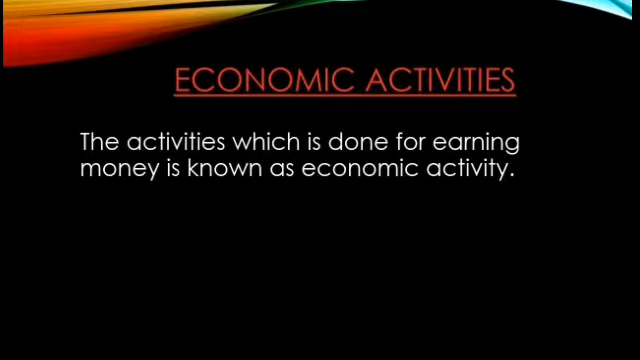 ECONOMIC ACTIVITIES
The activities which is done for earning
money is known as economic activity.